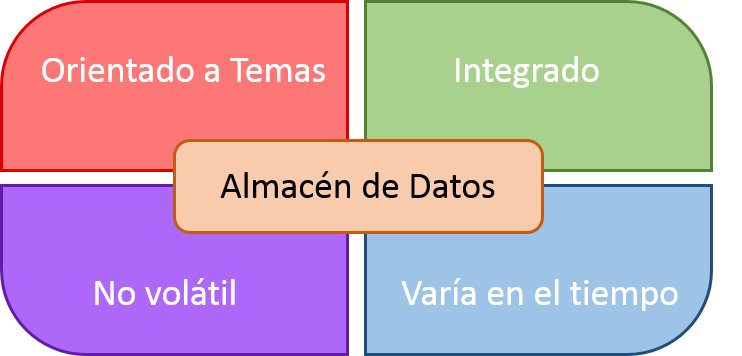 Orientado a Temas
Integrado
Almacén de Datos
No volátil
Varía en el tiempo